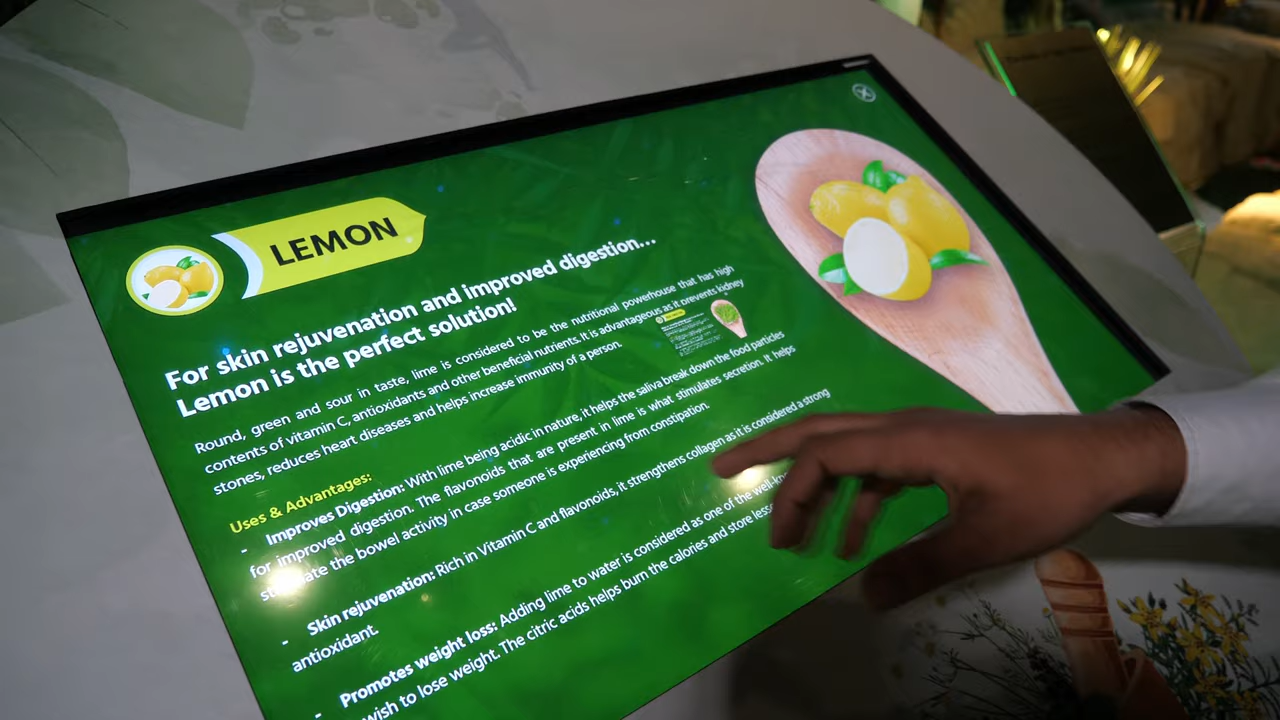 LEMON
For skin rejuvenation and improved digestion...
Lemon is the perfect solution!
Round, green and sour in taste, lime is considered to be the nutritional powerhouse that has high
contents of vitamin C, antioxidants and other beneficial nutrients. It is advantageous as it prevents kidney
stones, reduces heart diseases and helps increase immunity of a person.
Uses & Advantages:
- Improves Digestion: With lime being acidic in nature, it helps the saliva break down the food particles
for improved digestion. The flavonoids that are present in lime is what stimulates secretion. It helps
the bowel activity in case someone is experiencing from constipation.
- Skin rejuvenation: Rich in Vitamin C and flavonoids, it strengthens collagen as it is considered a strong
antioxidant.
- Promotes weight loss: Adding lime to water is considered as one of the
wish to lose weight. The citric acids helps burn the calories and store